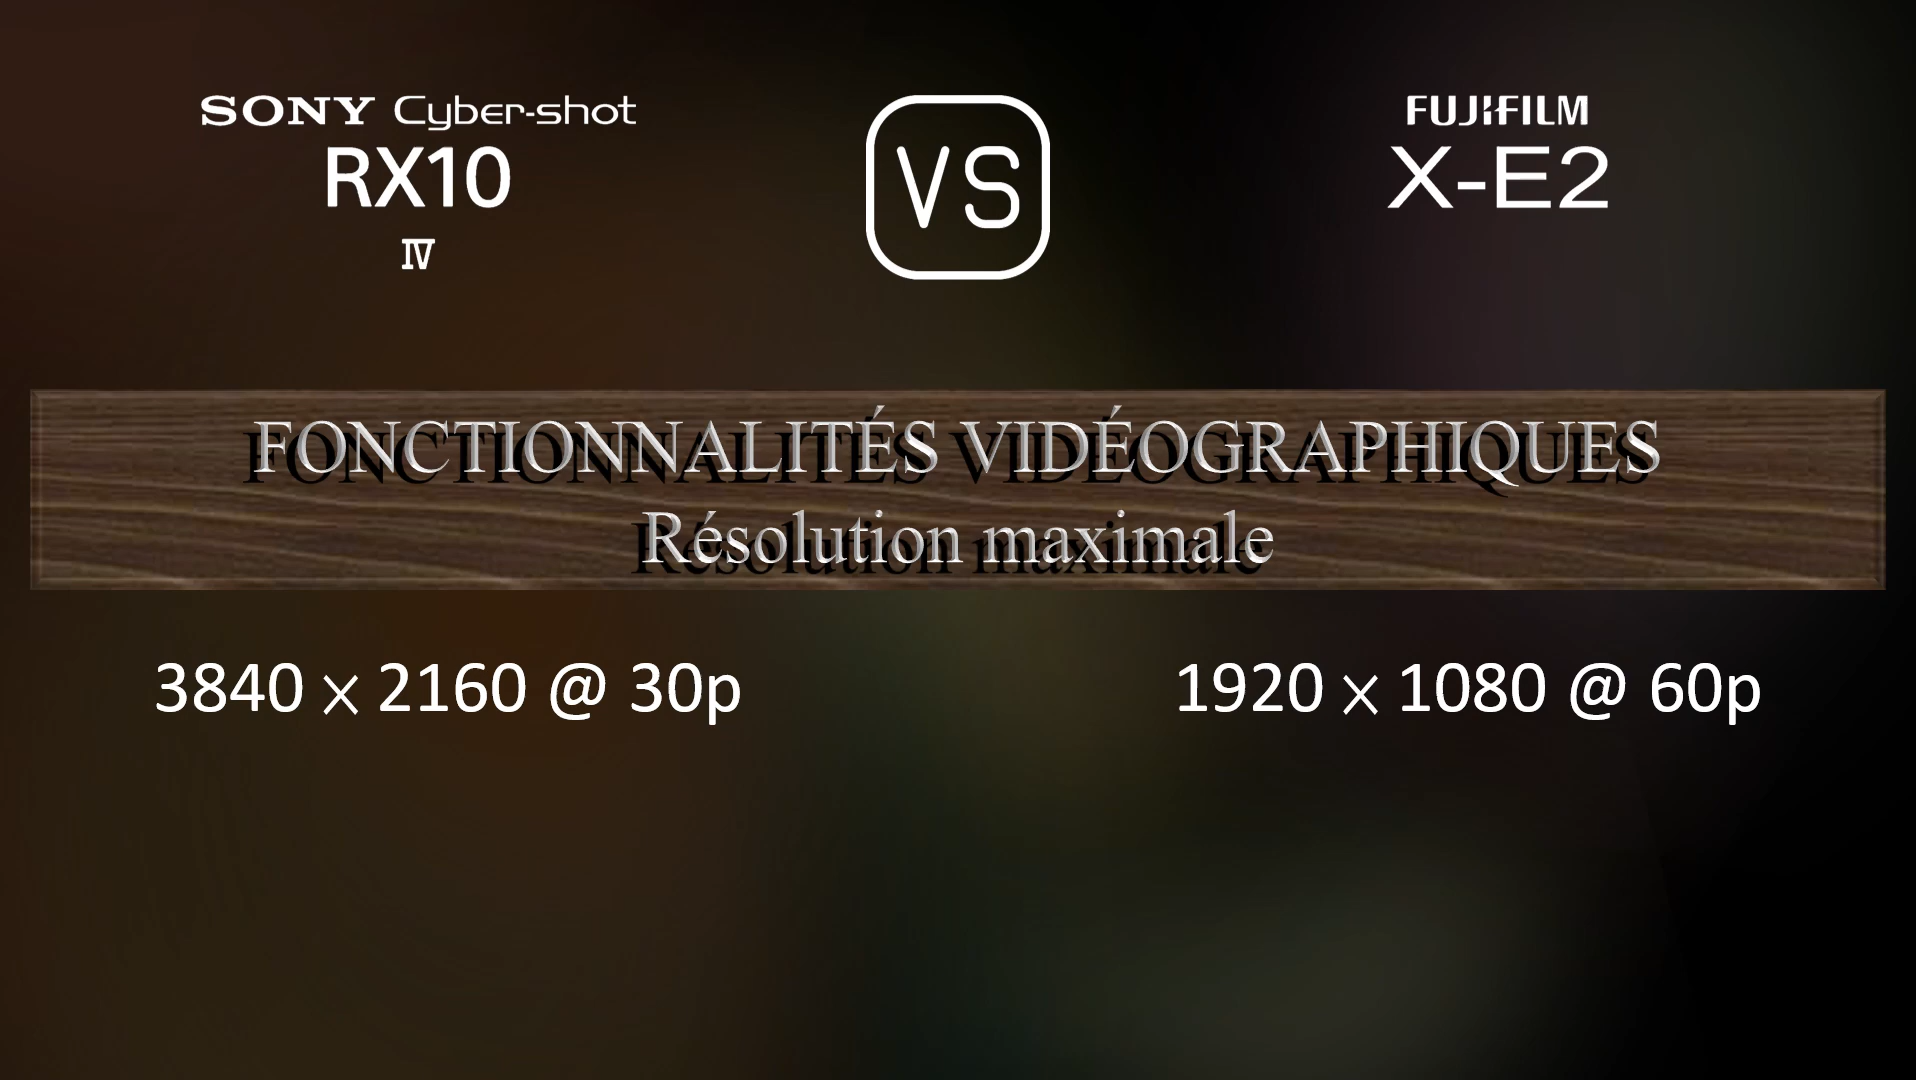 SONY Cyber-shot
RX10
IV
VS
FUJIFILM
X-E2
FONCTIONNALITÉS VIDÉOGRAPHIQUES
Résolution maximale
3840 x 2160 @ 30p
1920 x 1080 @ 60p